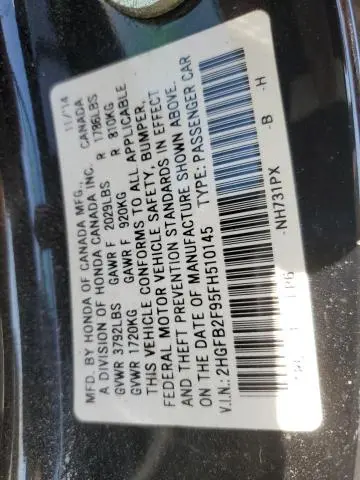 MFD. BY HONDA OF CANADA MFG., 11/14
A DIVISION OF HONDA CANADA INC. CANADA
GVWR 3792LBS GAWR F 2029LBS R 1786LBS
GVWR 1720KG GAWR F 920KG R 810KG
THIS VEHICLE CONFORMS TO ALL APPLICABLE
FEDERAL MOTOR VEHICLE SAFETY, BUMPER,
AND THEFT PREVENTION STANDARDS IN EFFECT
ON THE DATE OF MANUFACTURE SHOWN ABOVE.
V.I.N.: 2HGFB2F95FH510145 TYPE: PASSENGER CAR
-NH731PX -B -H